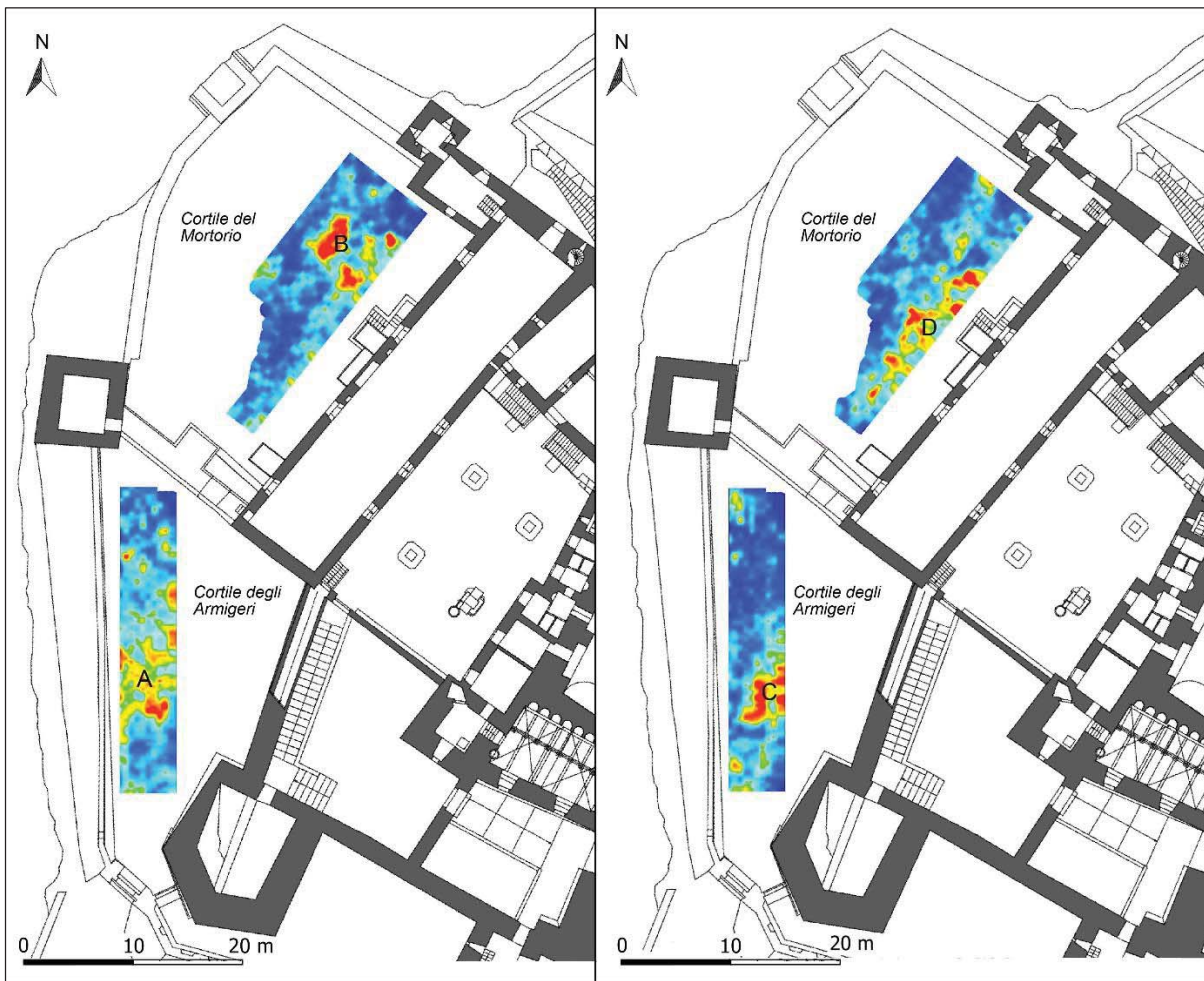 N
Cortile del
Mortorio
B
Cortile degli
Armigeri
A
0 10 20 m
N
Cortile del
Mortorio
D
Cortile degli
Armigeri
C
0 10 20 m